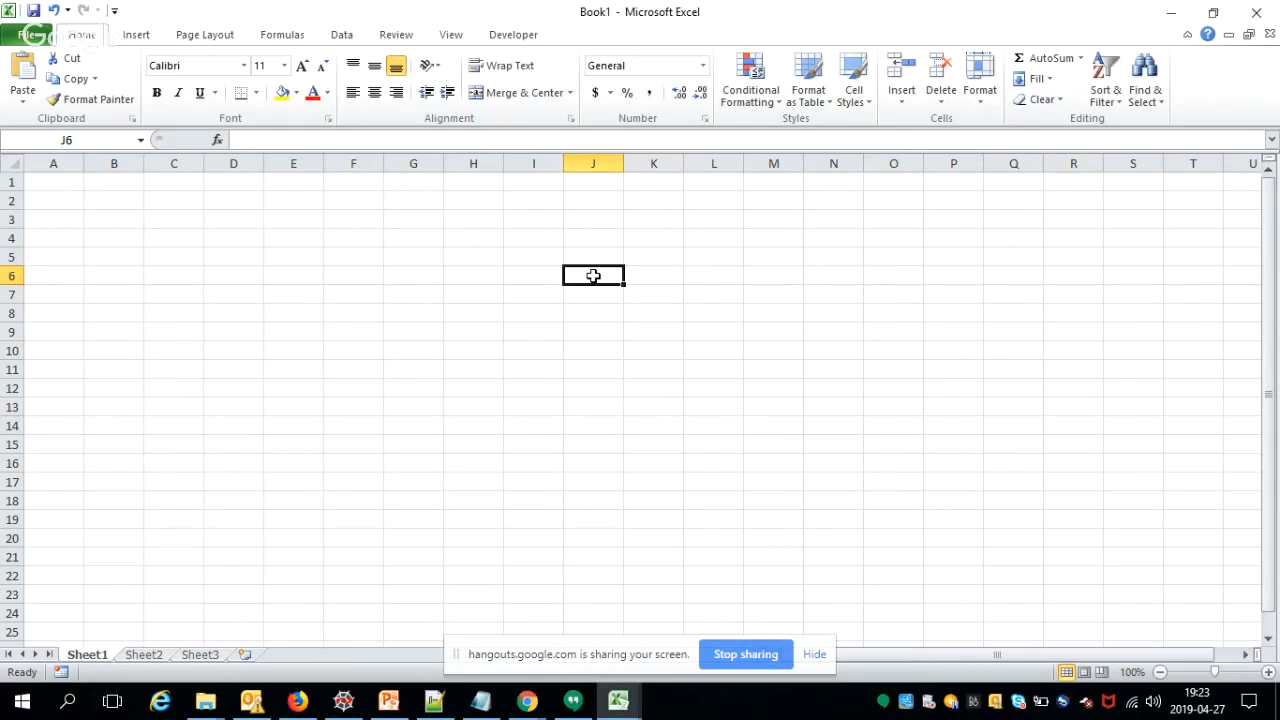 Book1 - Microsoft Excel
File Home Insert Page Layout Formulas Data Review View Developer
Cut
Calibri 11 Wrap Text General AutoSum
Copy Fill
Paste Conditional Format Cell Insert Delete Format Sort & Find &
Format Painter B I U Merge & Center $ % , Formatting as Table Styles Clear Filter Select
Clipboard Font Alignment Number Styles Cells Editing
J6 fx
A B C D E F G H I J K L M N O P Q R S T U
1
2
3
4
5
6
7
8
9
10
11
12
13
14
15
16
17
18
19
20
21
22
23
24
25
hangouts.google.com is sharing your screen. Stop sharing Hide
Sheet1 Sheet2 Sheet3
Ready 100%
19:23
2019-04-27